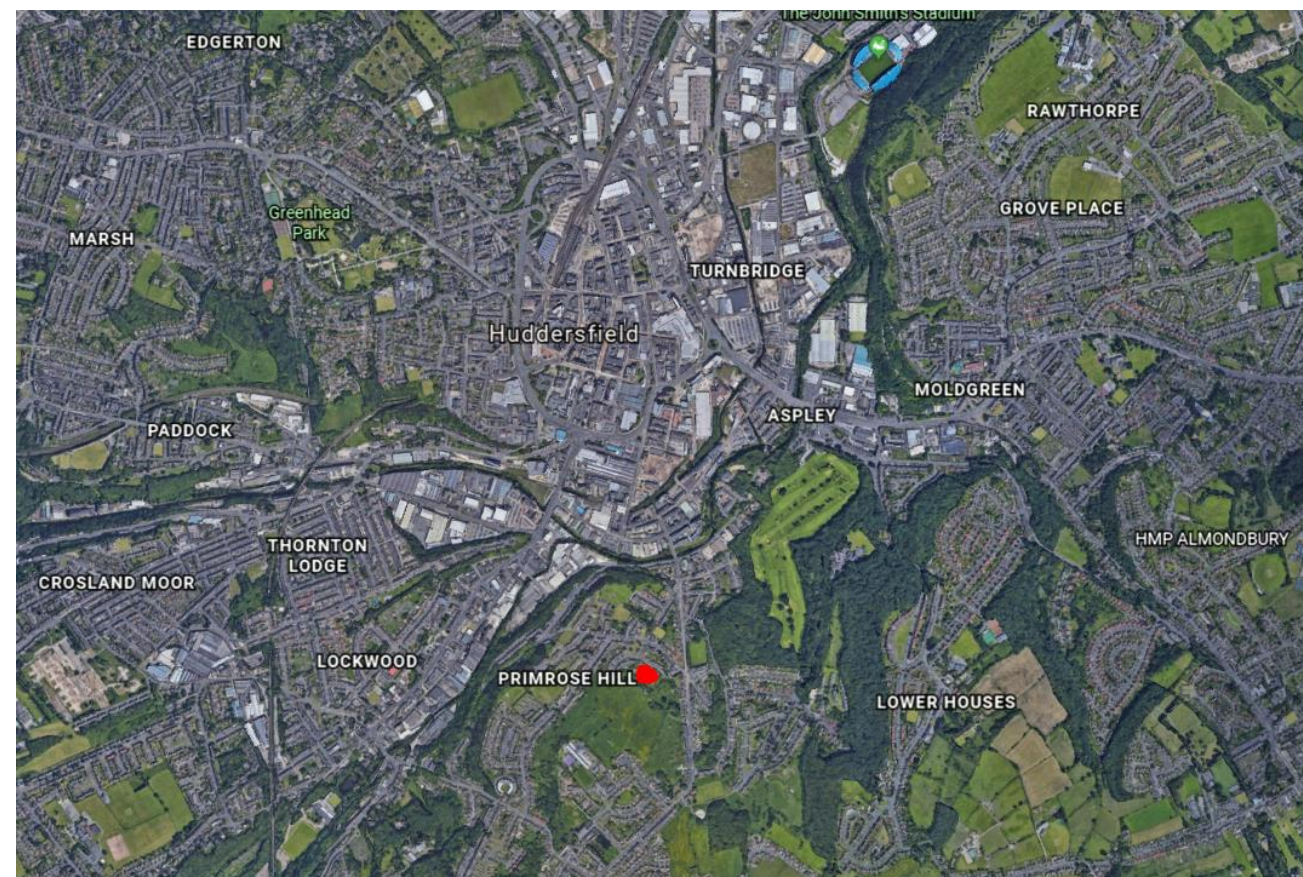 The John Smith's Stadium
EDGERTON
RAWTHORPE
Greenhead
Park
GROVE PLACE
MARSH
TURNBRIDGE
Huddersfield
MOLDGREEN
ASPLEY
PADDOCK
HMP ALMONDBURY
THORNTON
LODGE
CROSLAND MOOR
LOCKWOOD
PRIMROSE HILL
LOWER HOUSES